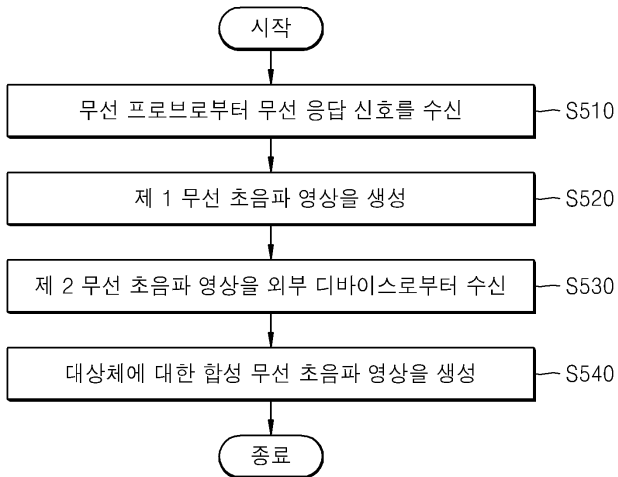 시작
무선 프로브로부터 무선 응답 신호를 수신
S510
제 1 무선 초음파 영상을 생성
S520
제 2 무선 초음파 영상을 외부 디바이스로부터 수신
S530
대상체에 대한 합성 무선 초음파 영상을 생성
S540
종료